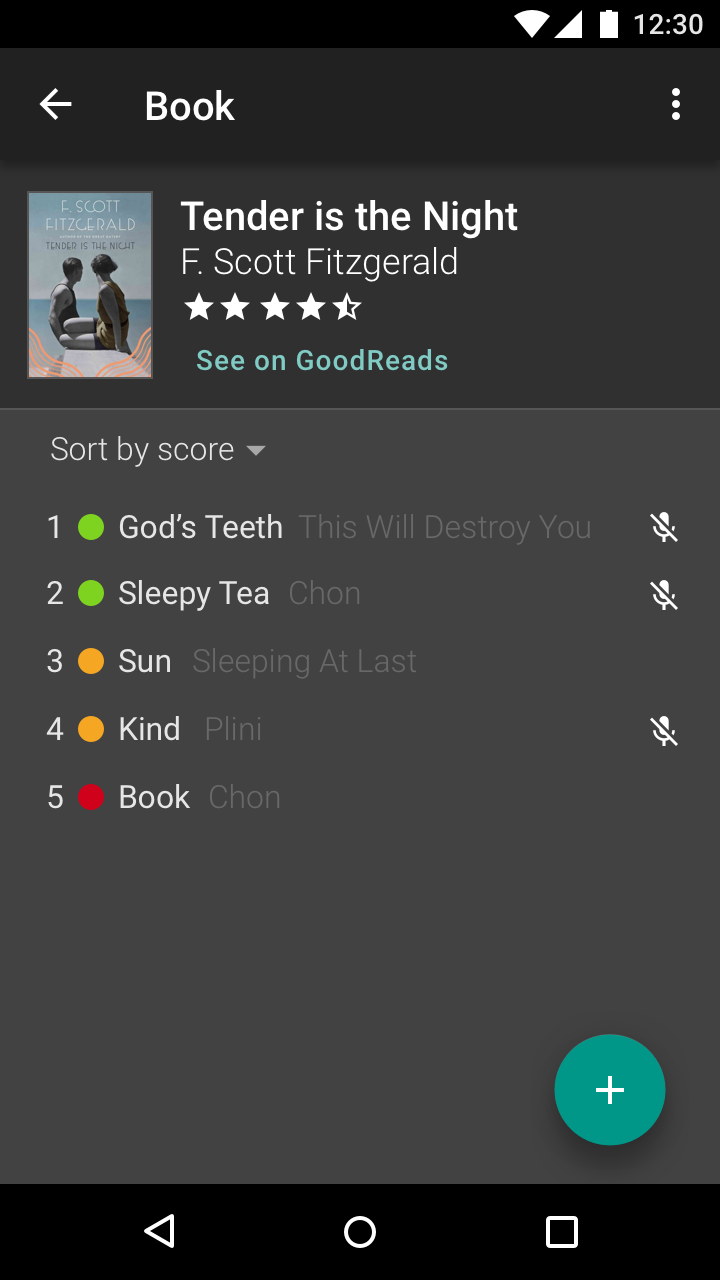 12:30
Book
F. SCOTT
FITZGERALD
TENDER IS THE NIGHT
Tender is the Night
F. Scott Fitzgerald
See on GoodReads
Sort by score
1 God’s Teeth This Will Destroy You
2 Sleepy Tea Chon
3 Sun Sleeping At Last
4 Kind Plini
5 Book Chon